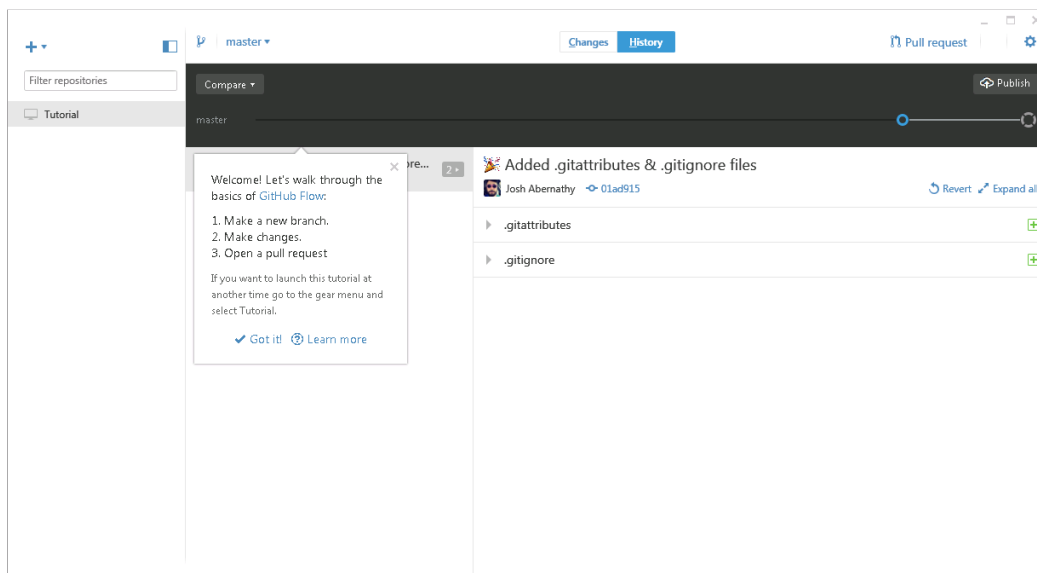 master
Changes
History
Pull request
Filter repositories
Tutorial
Compare
Publish
master
ore...
2
Welcome! Let's walk through the
basics of GitHub Flow:
1. Make a new branch.
2. Make changes.
3. Open a pull request
If you want to launch this tutorial at
another time go to the gear menu and
select Tutorial.
Got it!
Learn more
Added .gitattributes & .gitignore files
Josh Abernathy
01ad915
Revert
Expand all
.gitattributes
.gitignore